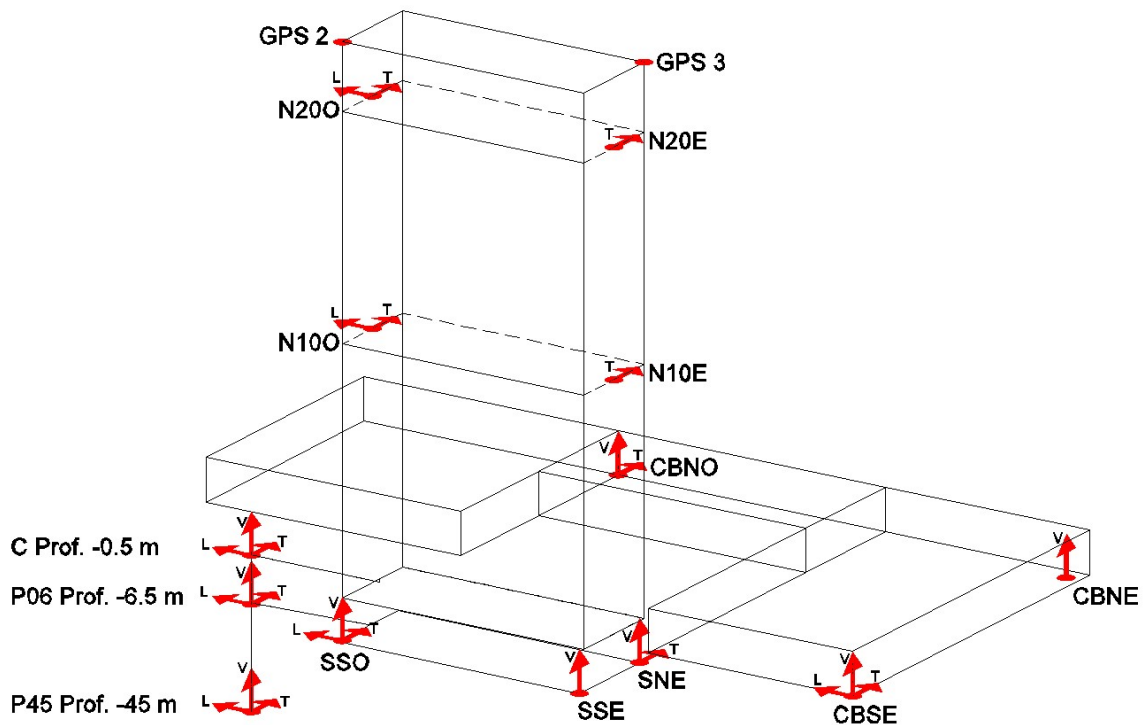 GPS 2
GPS 3
L T
N20O
T
N20E
L T
N10O
T
N10E
V
T
CBNO
V
C Prof. -0.5 m
L T
V
CBNE
V
P06 Prof. -6.5 m
L T
V
L T
SSO
V
SSE
V
T
SNE
V
L T
CBSE
V
P45 Prof. -45 m
L T